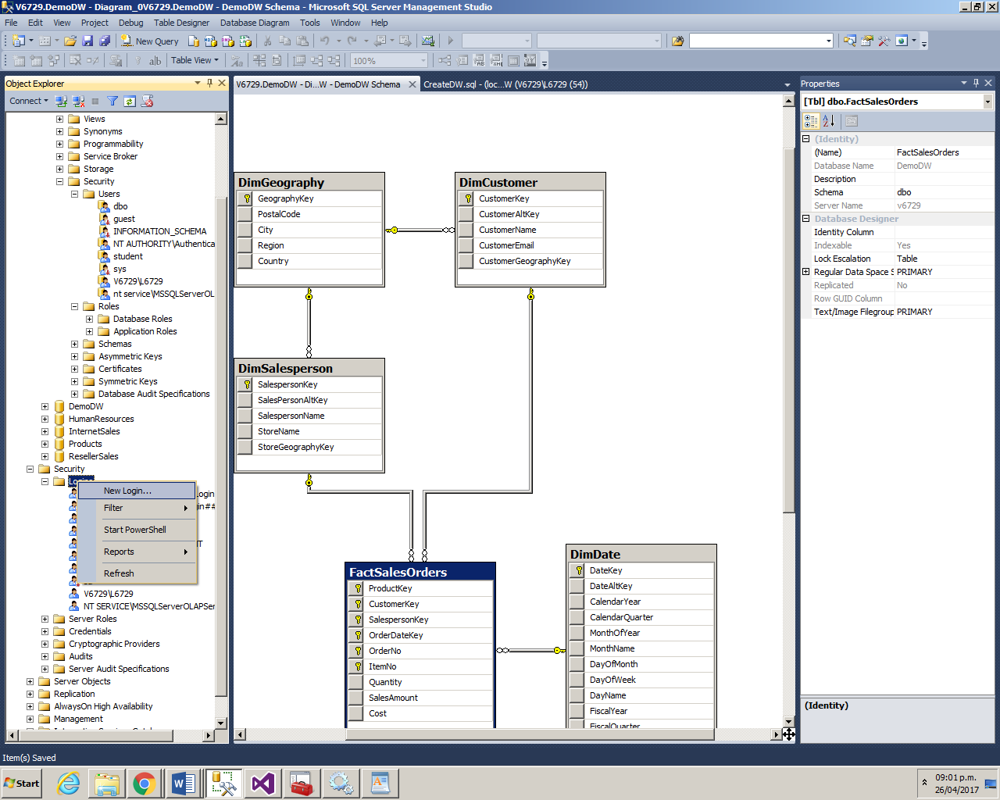 V6729.DemoDW - Diagram_0V6729.DemoDW - DemoDW Schema - Microsoft SQL Server Management Studio
File Edit View Project Debug Table Designer Database Diagram Tools Window Help
New Query
Table View 100%
Object Explorer
Connect
Views
Synonyms
Programmability
Service Broker
Storage
Security
Users
dbo
guest
INFORMATION_SCHEMA
NT AUTHORITY\Authentica
student
sys
V6729\L6729
nt service\MSSQLServerOL
Roles
Database Roles
Application Roles
Schemas
Asymmetric Keys
Certificates
Symmetric Keys
Database Audit Specifications
DemoDW
HumanResources
InternetSales
Products
ResellerSales
Security
New Login...
Filter
Start PowerShell
Reports
Refresh
V6729\L6729
NT SERVICE\MSSQLServerOLAPSer
Server Roles
Credentials
Cryptographic Providers
Audits
Server Audit Specifications
Server Objects
Replication
AlwaysOn High Availability
Management
V6729.DemoDW - Di...W - DemoDW Schema
CreateDW.sql - (loc...W (V6729\L6729 (54))
DimGeography
GeographyKey
PostalCode
City
Region
Country
DimCustomer
CustomerKey
CustomerAltKey
CustomerName
CustomerEmail
CustomerGeographyKey
DimSalesperson
SalespersonKey
SalesPersonAltKey
SalespersonName
StoreName
StoreGeographyKey
FactSalesOrders
ProductKey
CustomerKey
SalespersonKey
OrderDateKey
OrderNo
ItemNo
Quantity
SalesAmount
Cost
DimDate
DateKey
DateAltKey
CalendarYear
CalendarQuarter
MonthOfYear
MonthName
DayOfMonth
DayOfWeek
DayName
FiscalYear
FiscalQuarter
Properties
[Tbl] dbo.FactSalesOrders
(Identity)
(Name) FactSalesOrders
Database Name DemoDW
Description
Schema dbo
Server Name v6729
Database Designer
Identity Column
Indexable Yes
Lock Escalation Table
Regular Data Space S PRIMARY
Replicated No
Row GUID Column
Text/Image Filegroup PRIMARY
(Identity)
Item(s) Saved
Start
09:01 p.m.
26/04/2017